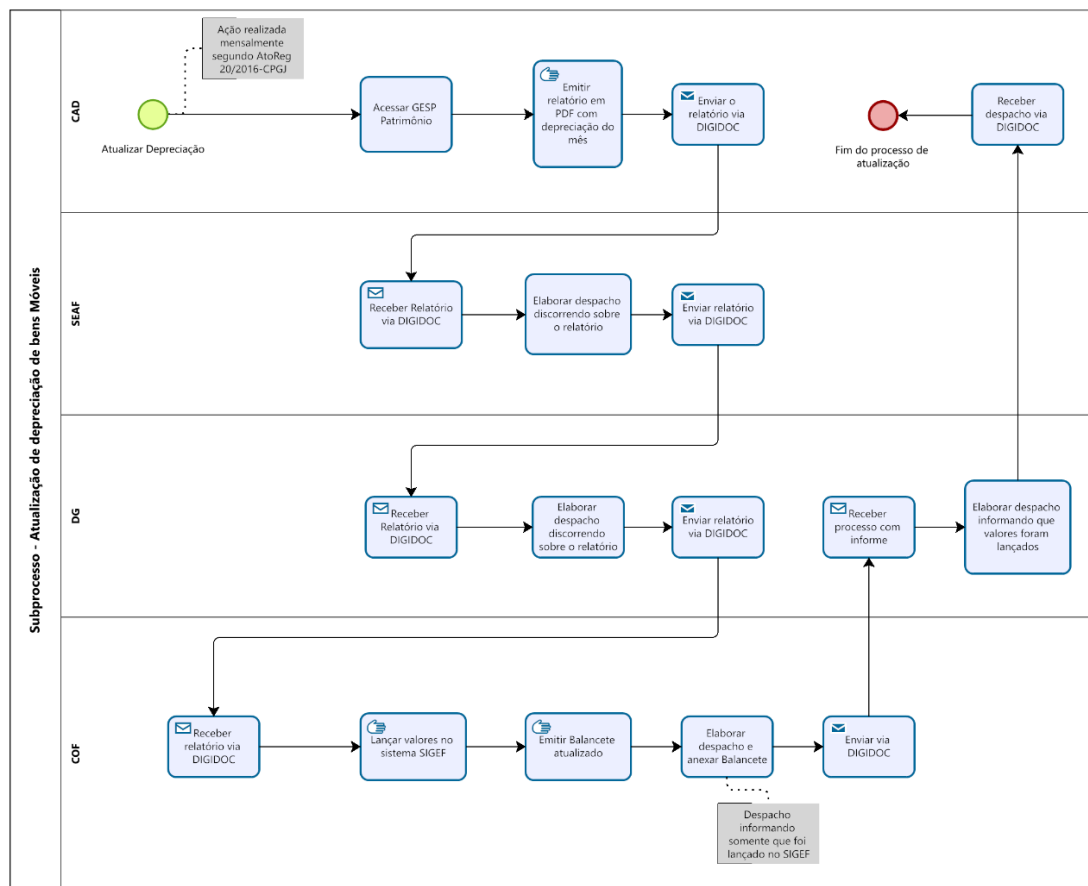 Subprocesso - Atualização de depreciação de bens Móveis
CAD
Ação realizada
mensalmente
segundo AtoReg
20/2016-CPGJ
Atualizar Depreciação
Acessar GESP
Patrimônio
Emitir
relatório em
PDF com
depreciação do
mês
Enviar o
relatório via
DIGIDOC
Fim do processo de
atualização
Receber
despacho via
DIGIDOC
SEAF
Receber Relatório
via DIGIDOC
Elaborar despacho
discorrendo sobre
o relatório
Enviar relatório
via DIGIDOC
DG
Receber
Relatório via
DIGIDOC
Elaborar
despacho
discorrendo
sobre o relatório
Enviar relatório
via DIGIDOC
Receber
processo com
informe
Elaborar despacho
informando que
valores foram
lançados
COF
Receber
relatório via
DIGIDOC
Lançar valores no
sistema SIGEF
Emitir Balancete
atualizado
Elaborar
despacho e
anexar Balancete
Enviar via
DIGIDOC
Despacho
informando
somente que foi
lançado no SIGEF